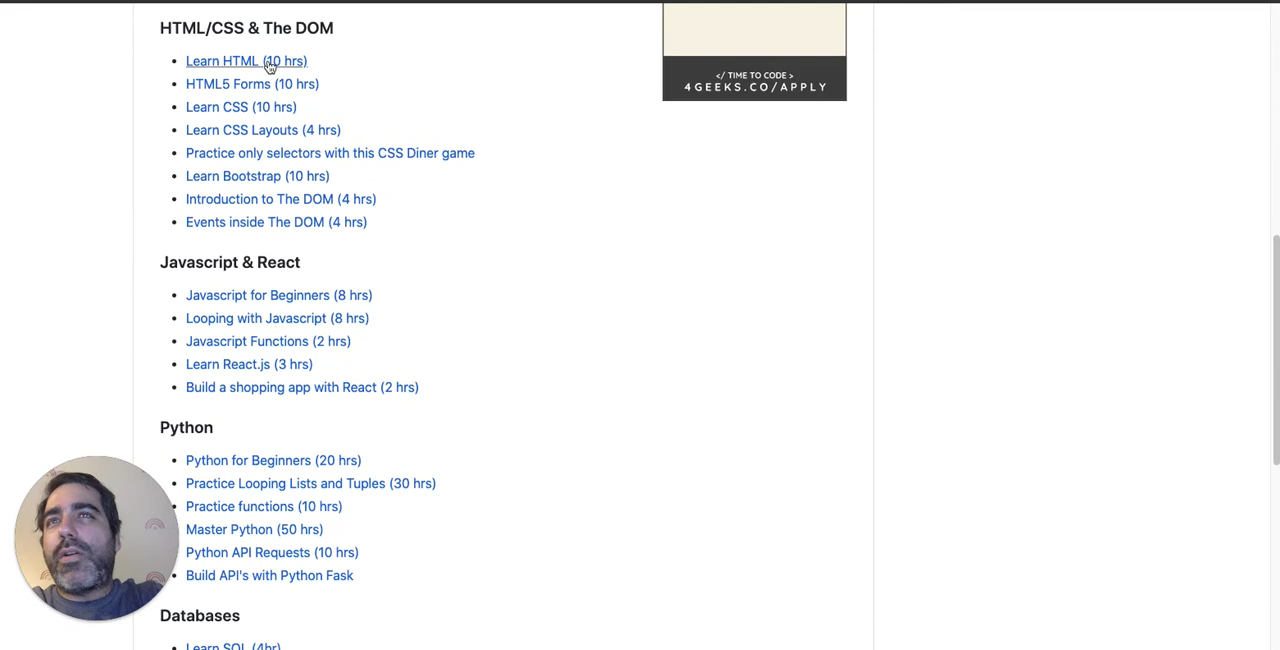 HTML/CSS & The DOM
Learn HTML (10 hrs)
HTML5 Forms (10 hrs)
Learn CSS (10 hrs)
Learn CSS Layouts (4 hrs)
Practice only selectors with this CSS Diner game
Learn Bootstrap (10 hrs)
Introduction to The DOM (4 hrs)
Events inside The DOM (4 hrs)
</ TIME TO CODE >
4GEEKS.CO/APPLY
Javascript & React
Javascript for Beginners (8 hrs)
Looping with Javascript (8 hrs)
Javascript Functions (2 hrs)
Learn React.js (3 hrs)
Build a shopping app with React (2 hrs)
Python
Python for Beginners (20 hrs)
Practice Looping Lists and Tuples (30 hrs)
Practice functions (10 hrs)
Master Python (50 hrs)
Python API Requests (10 hrs)
Build API's with Python Fask
Databases
Learn SQL (4hr)